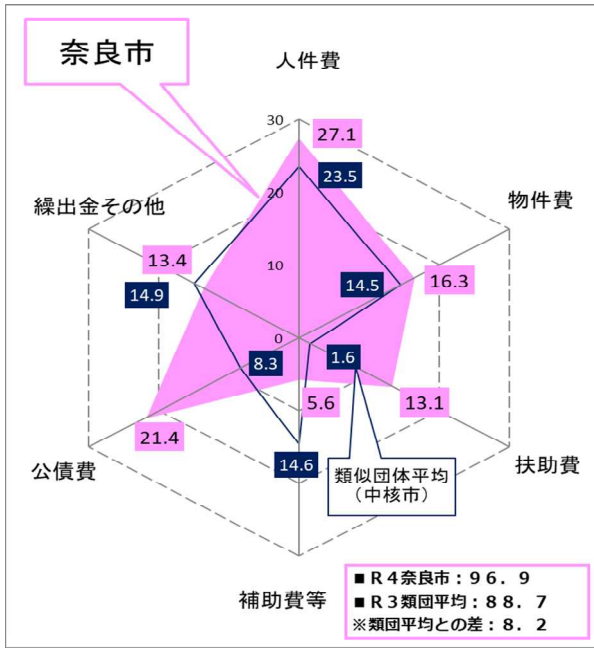 奈良市
人件費
30
27.1
23.5
20
繰出金その他
物件費
10
13.4
14.9
14.5
16.3
0
8.3
1.6
5.6
13.1
21.4
14.6
公債費
扶助費
類似団体平均
（中核市）
補助費等
■R4奈良市：96．9
■R3類団平均：88．7
※類団平均との差：8．2